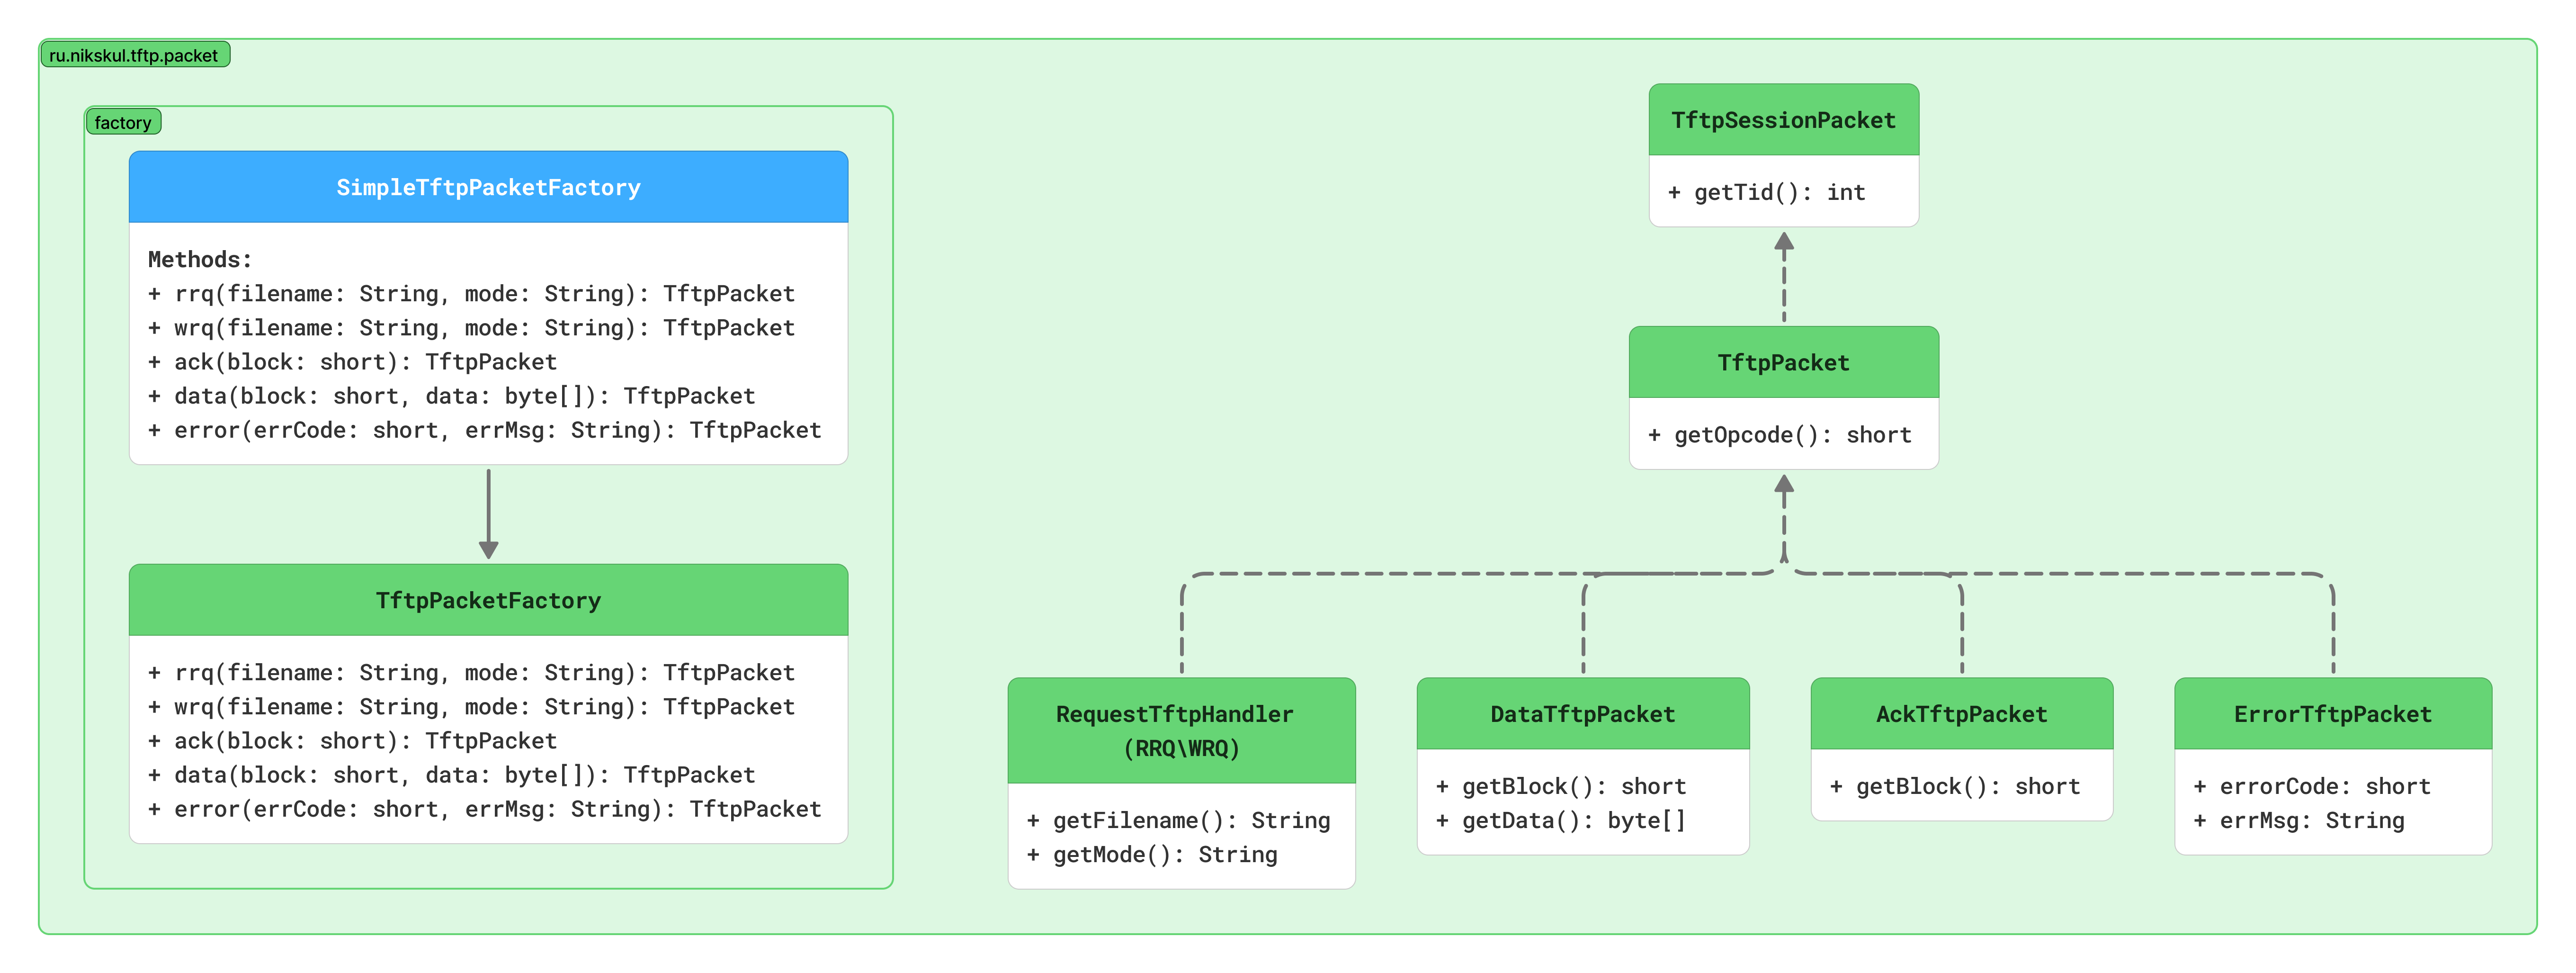 ru.nikskul.tftp.packet
factory
SimpleTftpPacketFactory
Methods:
+ rrq(filename: String, mode: String): TftpPacket
+ wrq(filename: String, mode: String): TftpPacket
+ ack(block: short): TftpPacket
+ data(block: short, data: byte[]): TftpPacket
+ error(errCode: short, errMsg: String): TftpPacket
TftpPacketFactory
+ rrq(filename: String, mode: String): TftpPacket
+ wrq(filename: String, mode: String): TftpPacket
+ ack(block: short): TftpPacket
+ data(block: short, data: byte[]): TftpPacket
+ error(errCode: short, errMsg: String): TftpPacket
TftpSessionPacket
+ getTid(): int
TftpPacket
+ getOpcode(): short
RequestTftpHandler
(RRQ\WRQ)
+ getFilename(): String
+ getMode(): String
DataTftpPacket
+ getBlock(): short
+ getData(): byte[]
AckTftpPacket
+ getBlock(): short
ErrorTftpPacket
+ errorCode: short
+ errMsg: String